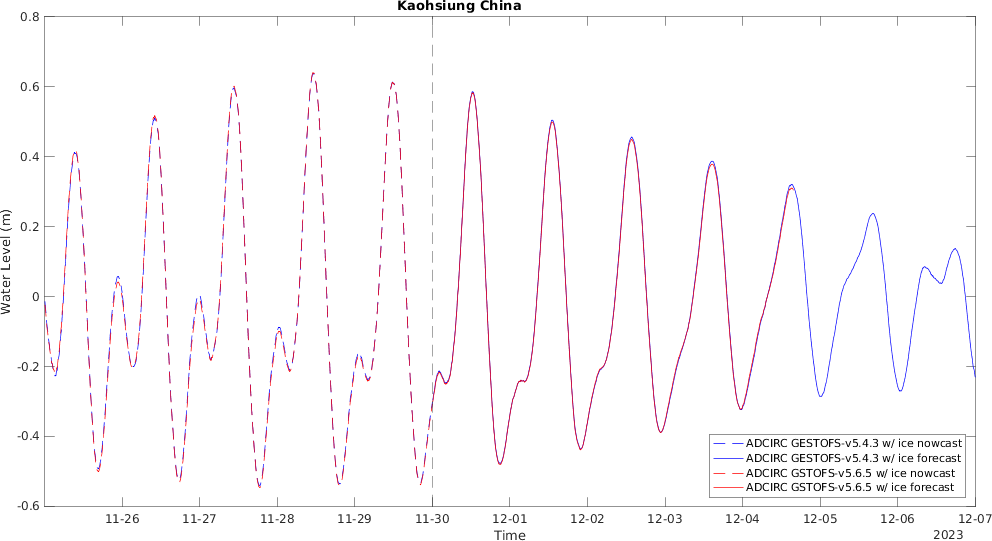 Kaohsiung China
0.8
0.6
0.4
0.2
0
-0.2
-0.4
-0.6
Water Level (m)
ADCIRC GESTOFS-v5.4.3 w/ ice nowcast
ADCIRC GESTOFS-v5.4.3 w/ ice forecast
ADCIRC GSTOFS-v5.6.5 w/ ice nowcast
ADCIRC GSTOFS-v5.6.5 w/ ice forecast
11-26 11-27 11-28 11-29 11-30 12-01 12-02 12-03 12-04 12-05 12-06 12-07
Time
2023